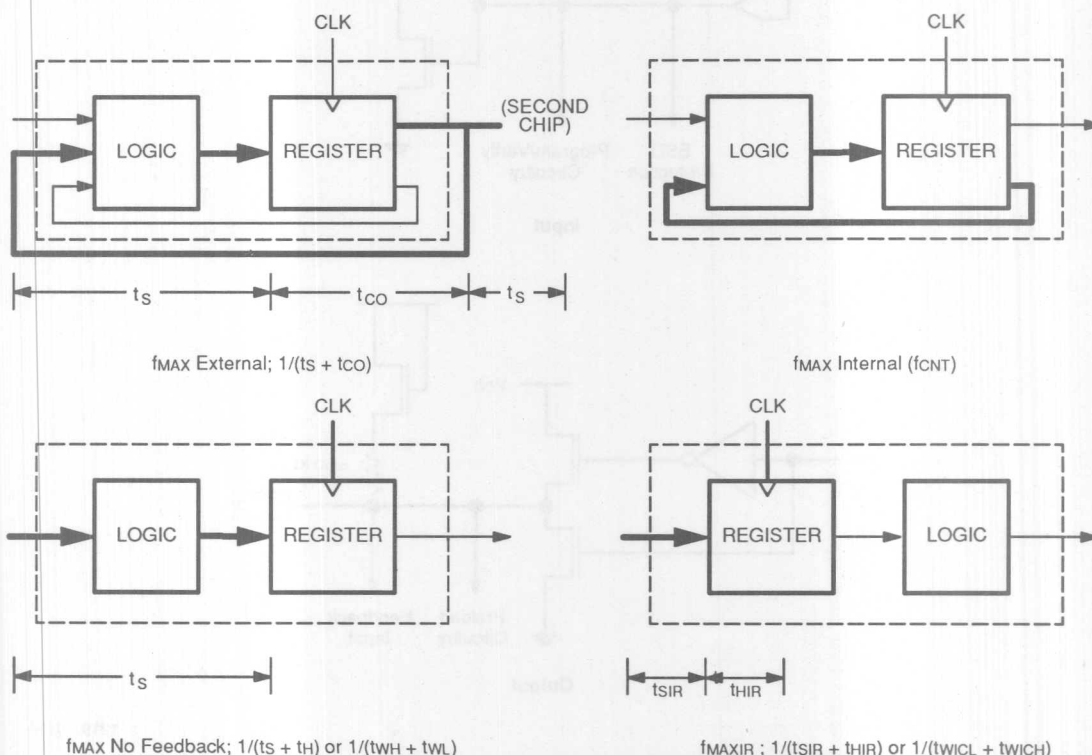 CLK
LOGIC
REGISTER
(SECOND
CHIP)
tS
tCO
tS
fMAX External; 1/(tS + tCO)
CLK
LOGIC
REGISTER
fMAX Internal (fCNT)
CLK
LOGIC
REGISTER
tS
fMAX No Feedback; 1/(tS + tH) or 1/(tWH + tWL)
CLK
REGISTER
LOGIC
tSIR
tHIR
fMAXIR ; 1/(tSIR + tHIR) or 1/(tWICL + tWICH)